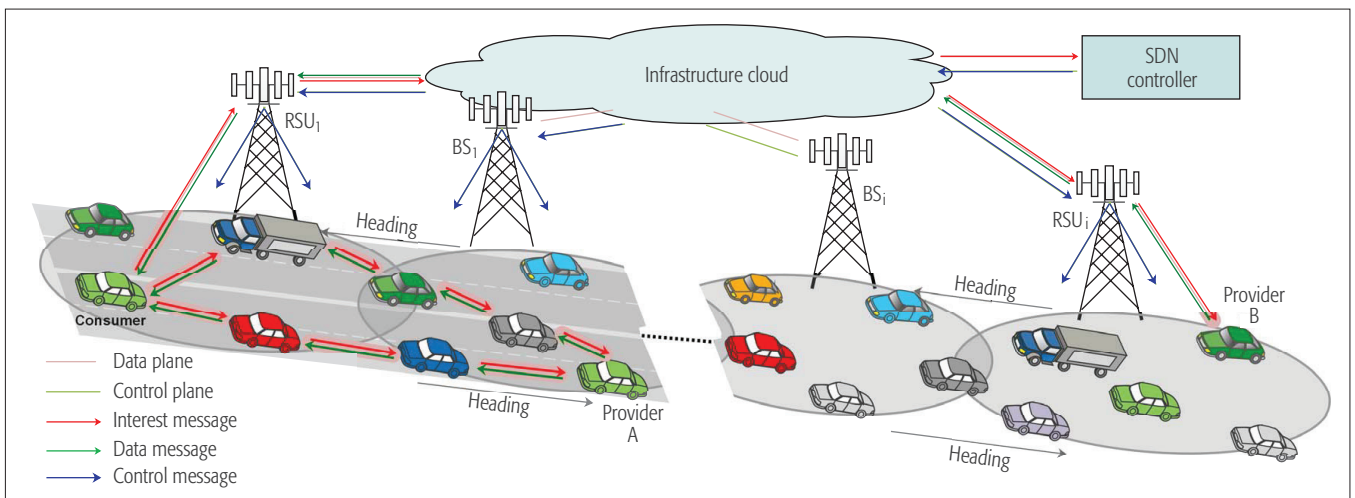 Infrastructure cloud
SDN
controller
RSU1
BS1
BSi
RSUi
Heading
Heading
Provider
B
Consumer
Data plane
Control plane
Interest message
Data message
Control message
Heading
Provider
A
Heading